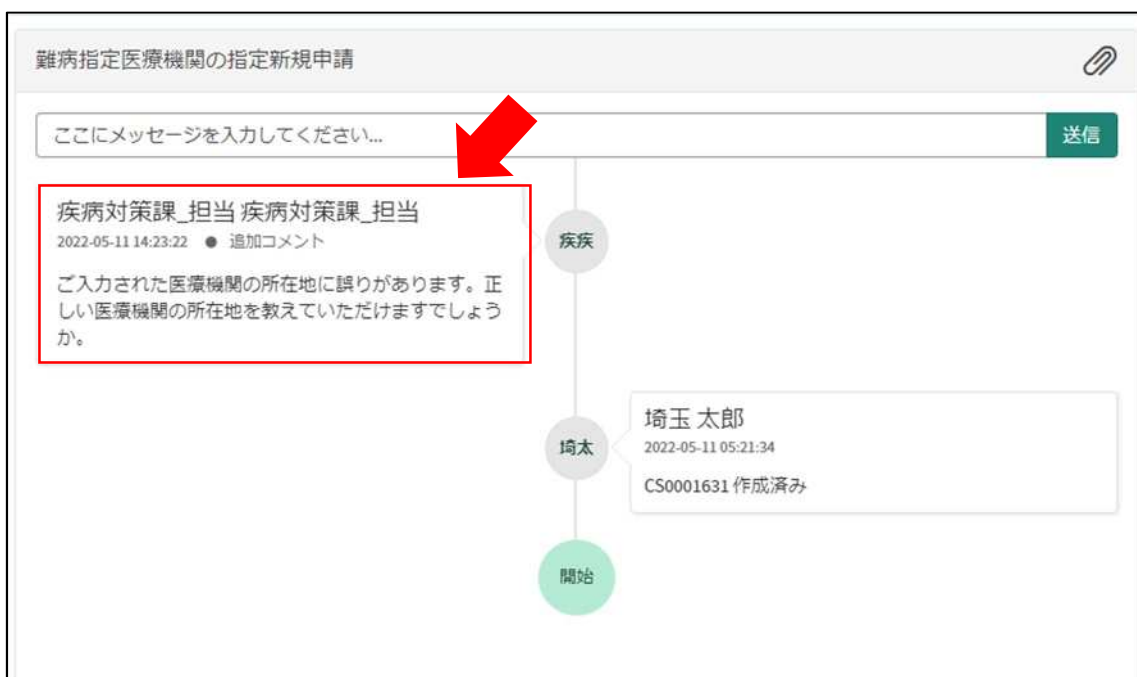 難病指定医療機関の指定新規申請
ここにメッセージを入力してください...
送信
疾病対策課_担当 疾病対策課_担当
2022-05-11 14:23:22 ● 追加コメント
ご入力された医療機関の所在地に誤りがあります。正
しい医療機関の所在地を教えていただけますでしょう
か。
疾疾
埼玉 太郎
2022-05-11 05:21:34
CS0001631 作成済み
埼太
開始